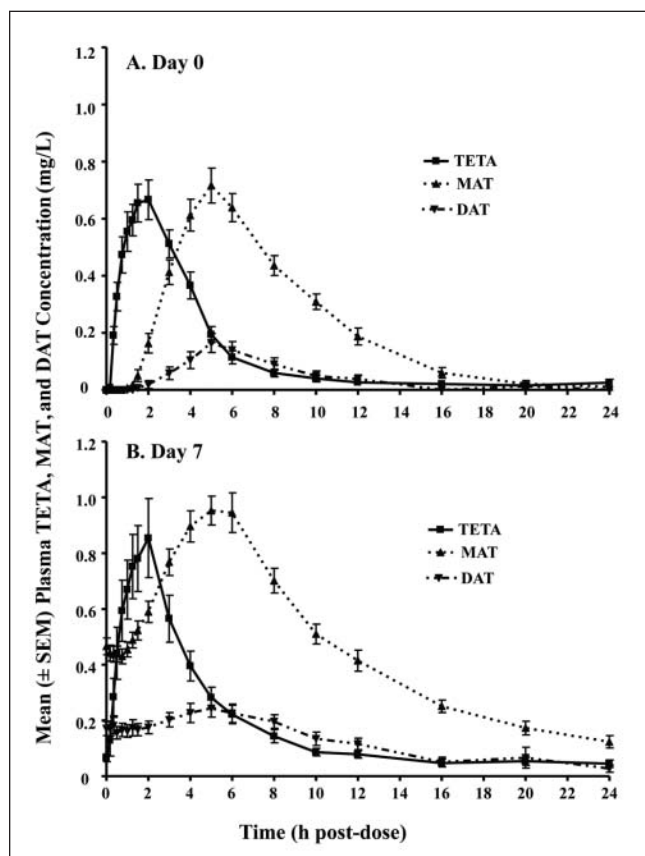 Mean (± SEM) Plasma TETA, MAT, and DAT Concentration (mg/L)
A. Day 0
1.2
1.0
0.8
0.6
0.4
0.2
0
TETA
MAT
DAT
0 2 4 6 8 10 12 14 16 18 20 22 24
B. Day 7
1.2
1.0
0.8
0.6
0.4
0.2
0
TETA
MAT
DAT
0 2 4 6 8 10 12 14 16 18 20 22 24
Time (h post-dose)